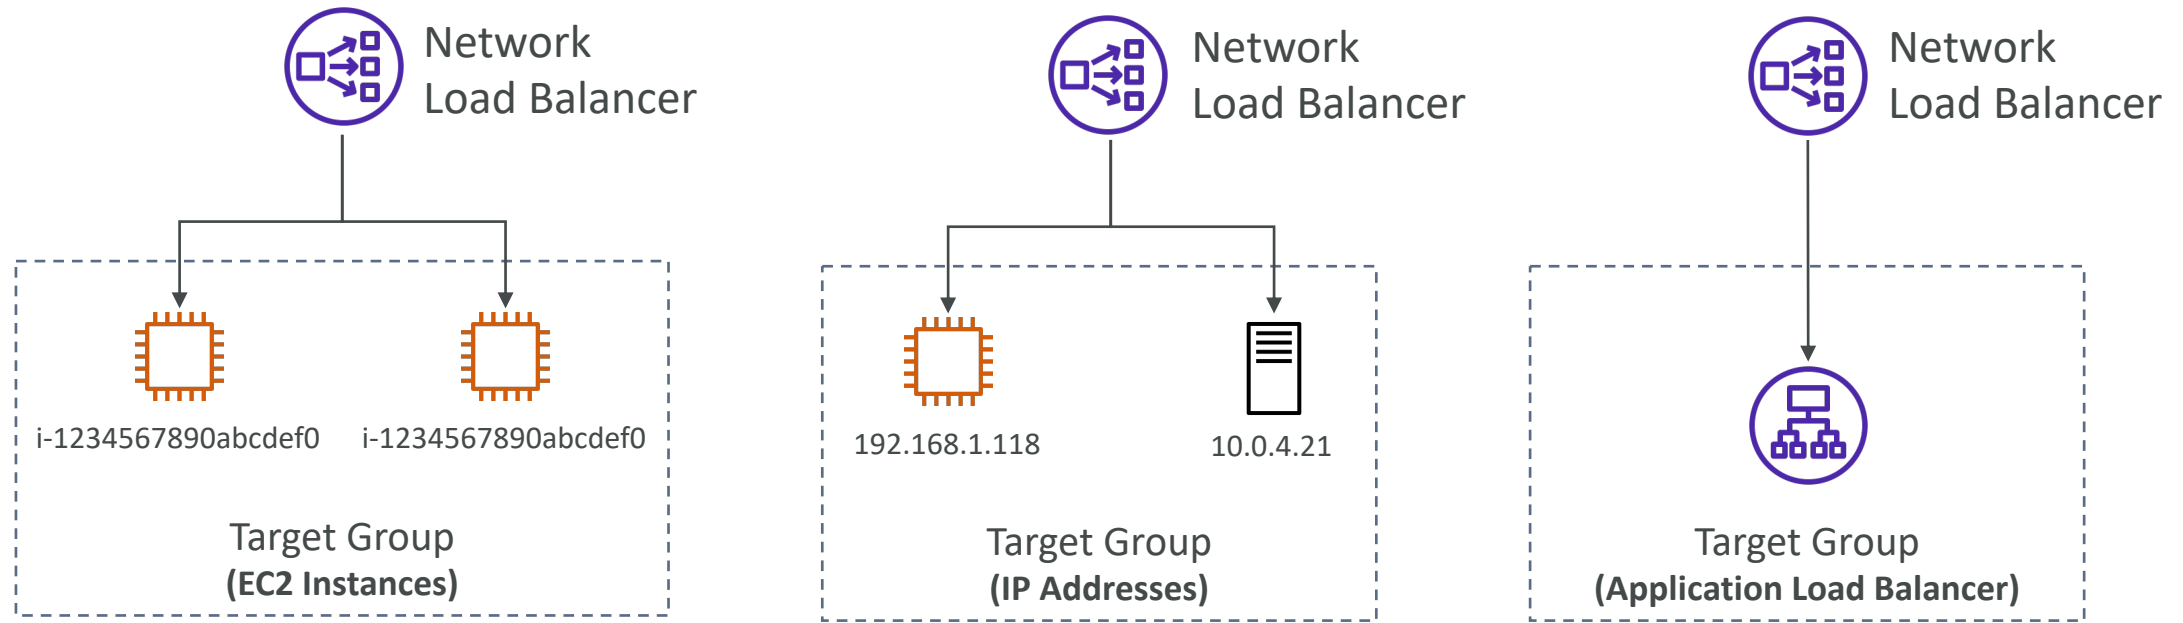 Network
Load Balancer
i-1234567890abcdef0
i-1234567890abcdef0
Target Group
(EC2 Instances)
Network
Load Balancer
192.168.1.118
10.0.4.21
Target Group
(IP Addresses)
Network
Load Balancer
Target Group
(Application Load Balancer)